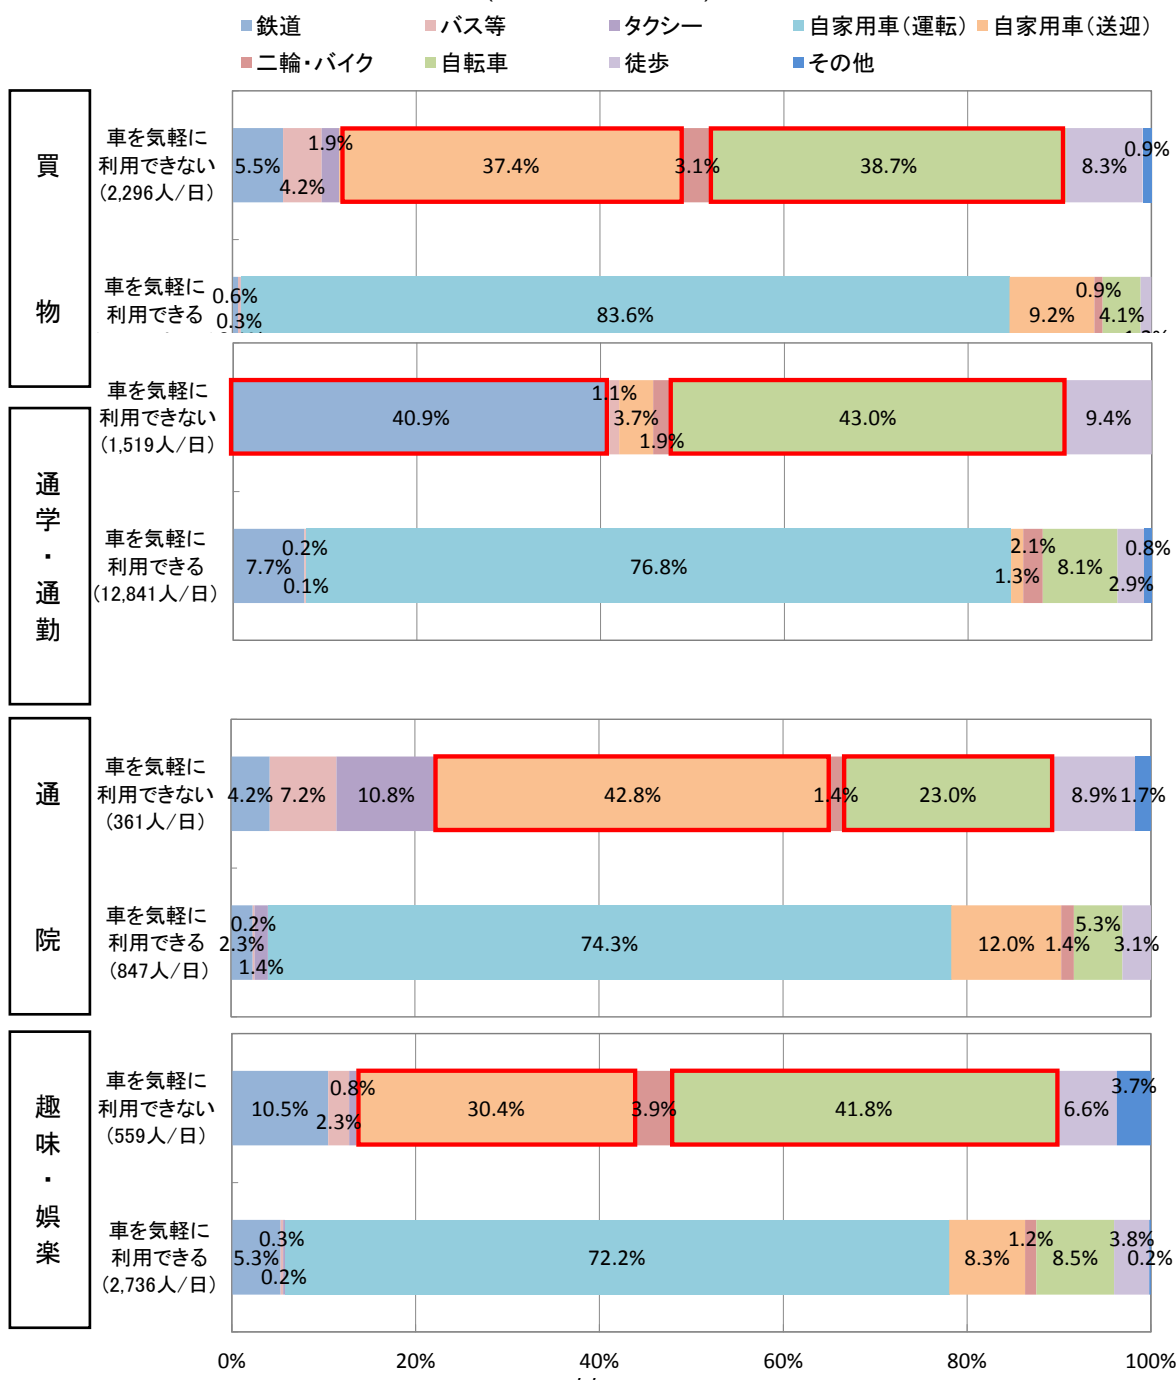 鉄道 バス等 タクシー 自家用車(運転) 自家用車(送迎)
二輪・バイク 自転車 徒歩 その他
買物
車を気軽に
利用できない
(2,296人/日)
5.5%
4.2%
1.9%
37.4%
3.1%
38.7%
8.3%
0.9%
車を気軽に
利用できる
0.6%
0.3%
83.6%
9.2%
0.9%
4.1%
通学・通勤
車を気軽に
利用できない
(1,519人/日)
40.9%
1.1%
3.7%
1.9%
43.0%
9.4%
車を気軽に
利用できる
(12,841人/日)
7.7%
0.2%
0.1%
76.8%
1.3%
2.1%
8.1%
2.9%
0.8%
通院
車を気軽に
利用できない
(361人/日)
4.2%
7.2%
10.8%
42.8%
1.4%
23.0%
8.9%
1.7%
車を気軽に
利用できる
(847人/日)
2.3%
0.2%
1.4%
74.3%
12.0%
1.4%
5.3%
3.1%
趣味・娯楽
車を気軽に
利用できない
(559人/日)
10.5%
2.3%
0.8%
30.4%
3.9%
41.8%
6.6%
3.7%
車を気軽に
利用できる
(2,736人/日)
5.3%
0.3%
0.2%
72.2%
8.3%
1.2%
8.5%
3.8%
0.2%
0% 20% 40% 60% 80% 100%